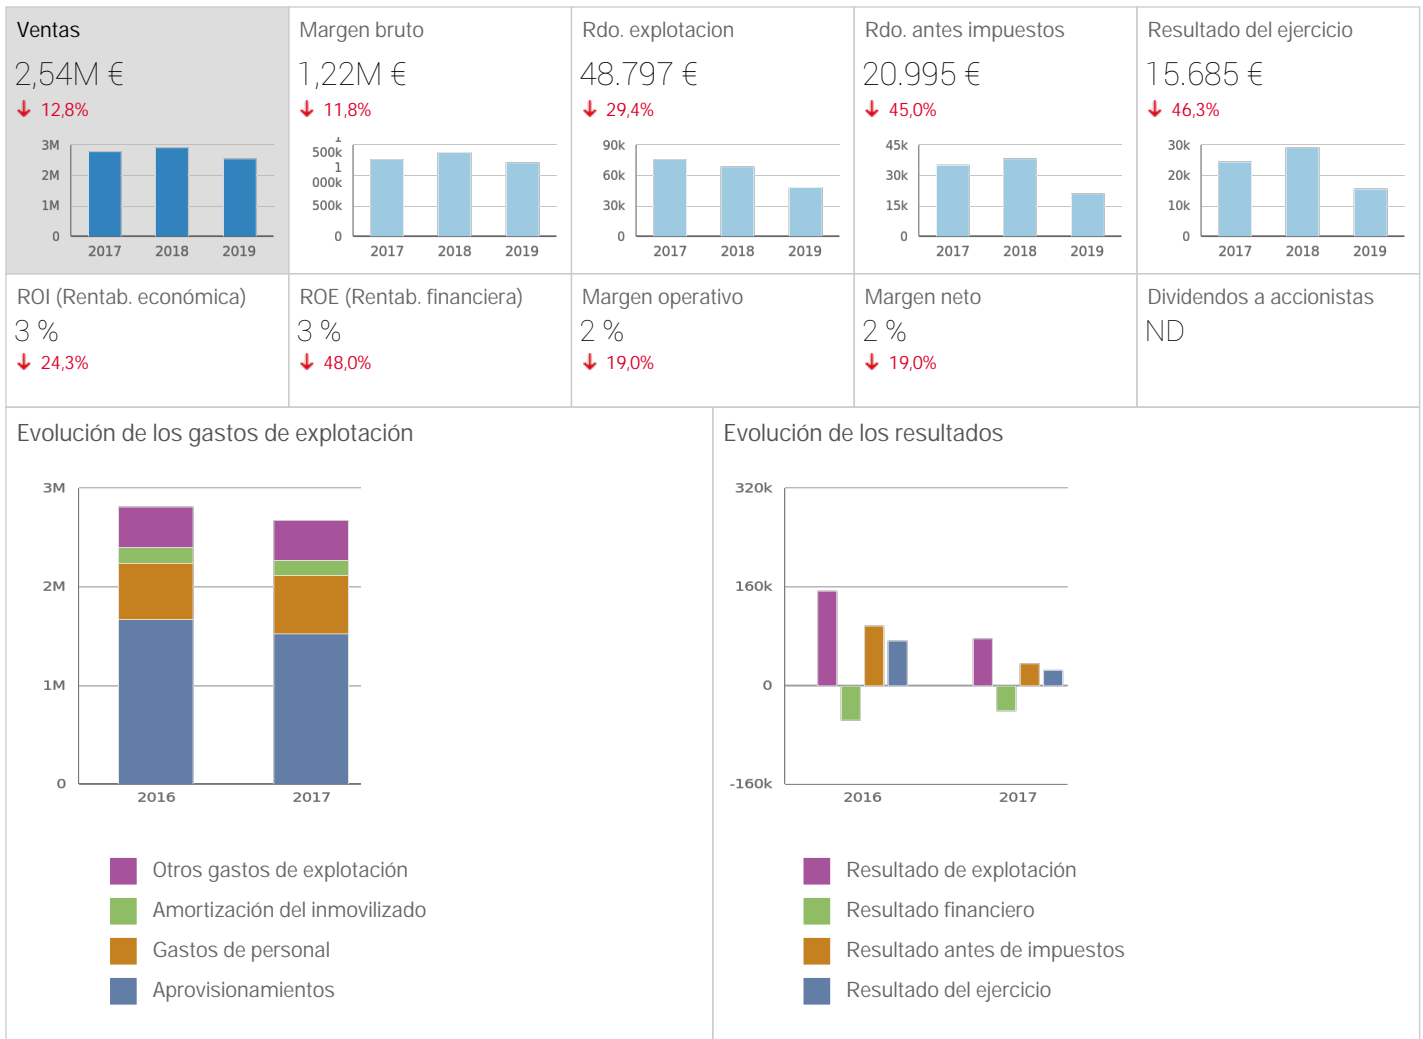 Ventas
2,54M €
12,8%
3M
2M
1M
0
2017 2018 2019
Margen bruto
1,22M €
11,8%
1
500k
1
000k
500k
0
2017 2018 2019
Rdo. explotacion
48.797 €
29,4%
90k
60k
30k
0
2017 2018 2019
Rdo. antes impuestos
20.995 €
45,0%
45k
30k
15k
0
2017 2018 2019
Resultado del ejercicio
15.685 €
46,3%
30k
20k
10k
0
2017 2018 2019
ROI (Rentab. económica)
3 %
24,3%
ROE (Rentab. financiera)
3 %
48,0%
Margen operativo
2 %
19,0%
Margen neto
2 %
19,0%
Dividendos a accionistas
ND
Evolución de los gastos de explotación
3M
2M
1M
0
2016 2017
Otros gastos de explotación
Amortización del inmovilizado
Gastos de personal
Aprovisionamientos
Evolución de los resultados
320k
160k
0
-160k
2016 2017
Resultado de explotación
Resultado financiero
Resultado antes de impuestos
Resultado del ejercicio